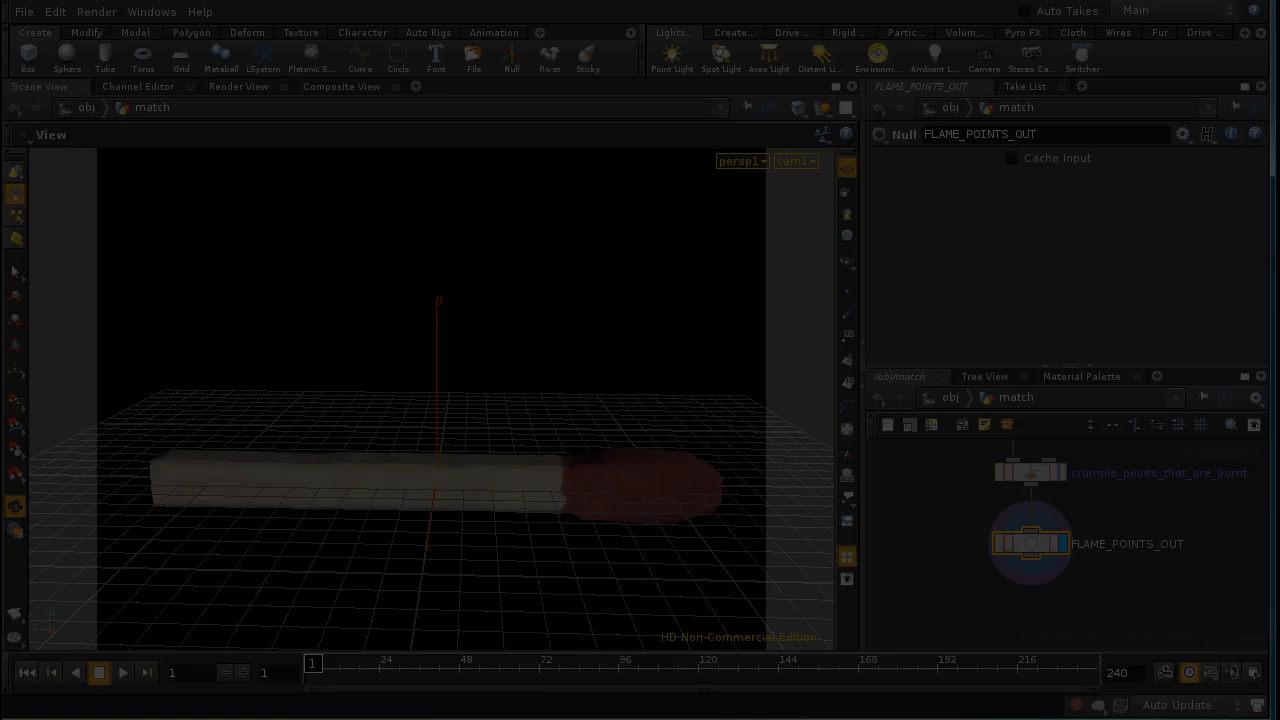 File Edit Render Windows Help Auto Takes Main
Create Modify Model Polygon Deform Texture Character Auto Rigs Animation Lights... Create... Drive ... Rigid ... Partic... Volum... Pyro FX Cloth Wires Fur Drive ...
Box Sphere Tube Torus Grid Metaball LSystem Platonic S... Curve Circle Font File Null Rivet Sticky Point Light Spot Light Area Light Distant Li... Environm... Ambient L... Camera Stereo Ca... Switcher
Scene View Channel Editor Render View Composite View FLAME_POINTS_OUT Take List
obj match obj match
View Null FLAME_POINTS_OUT
persp1 cam1 Cache Input
y
/obj/match Tree View Material Palette
obj match
crumple_points_that_are_burnt
FLAME_POINTS_OUT
HD Non-Commercial Edition
1 1 1 24 48 72 96 120 144 168 192 216 240
Auto Update